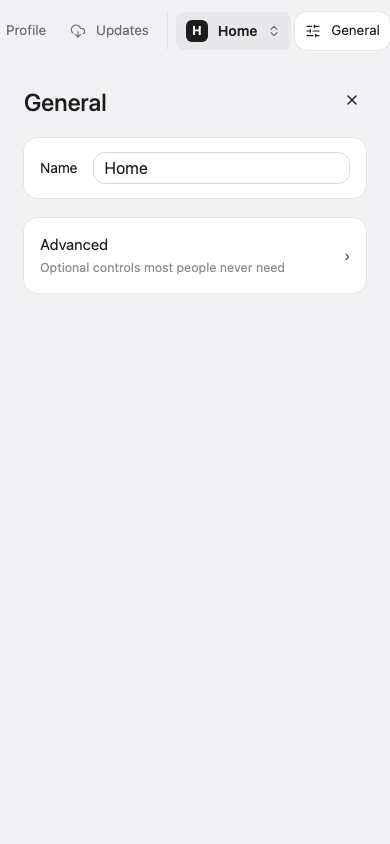 Profile
Updates
H
Home
General
General
Name
Home
Advanced
Optional controls most people never need